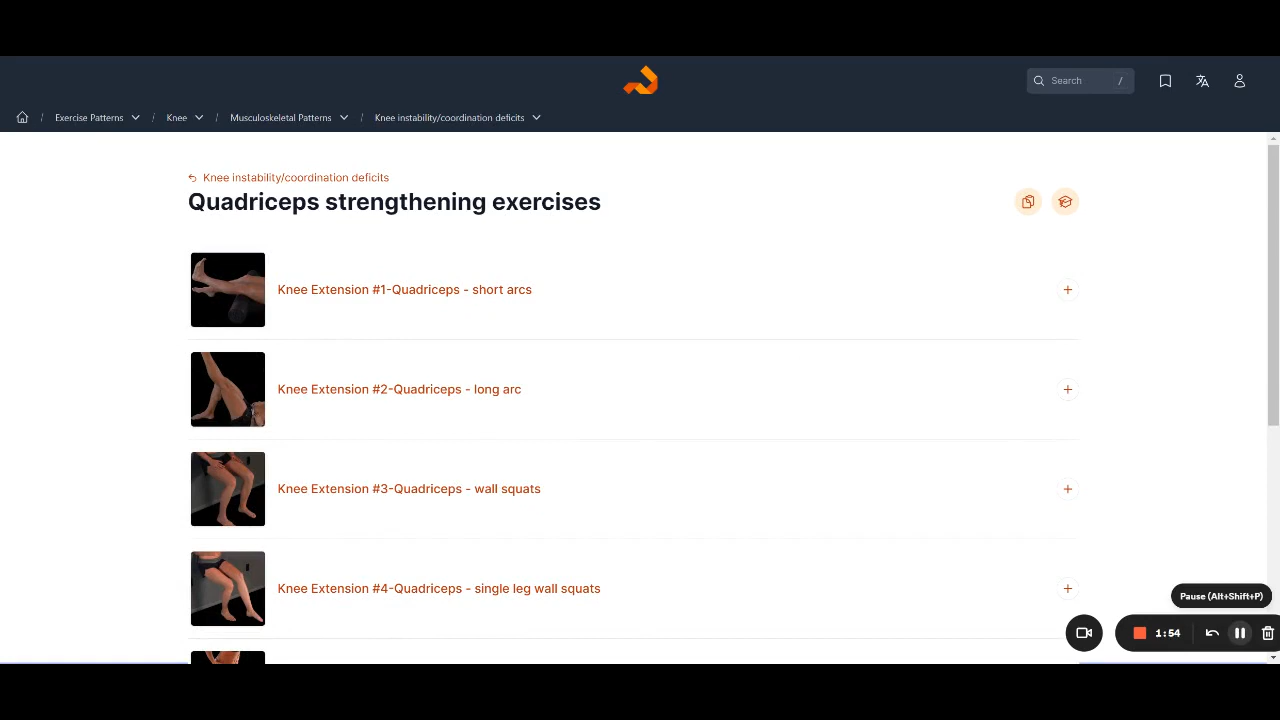 Search /
/ Exercise Patterns / Knee / Musculoskeletal Patterns / Knee instability/coordination deficits
Knee instability/coordination deficits
Quadriceps strengthening exercises
Knee Extension #1-Quadriceps - short arcs
Knee Extension #2-Quadriceps - long arc
Knee Extension #3-Quadriceps - wall squats
Knee Extension #4-Quadriceps - single leg wall squats
Pause (Alt+Shift+P)
1:54